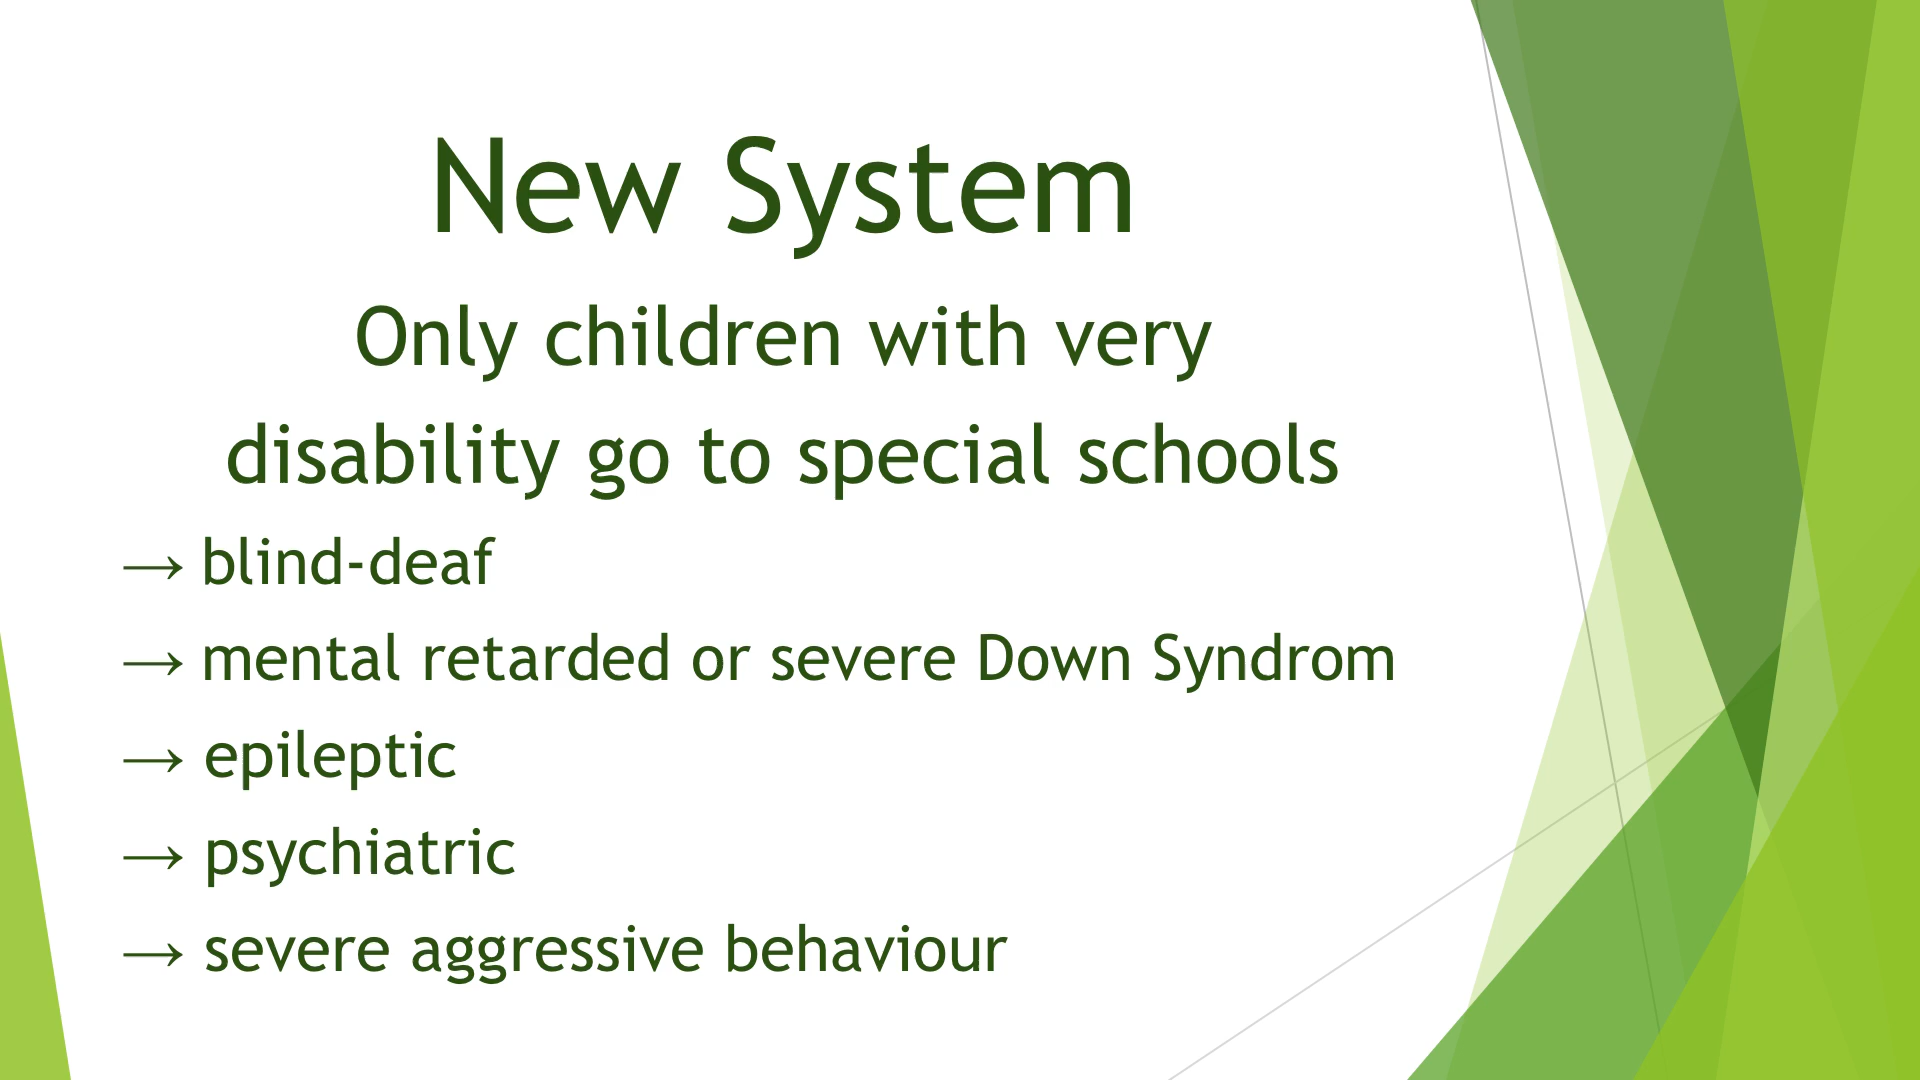 New System
Only children with very
disability go to special schools
→ blind-deaf
→ mental retarded or severe Down Syndrom
→ epileptic
→ psychiatric
→ severe aggressive behaviour